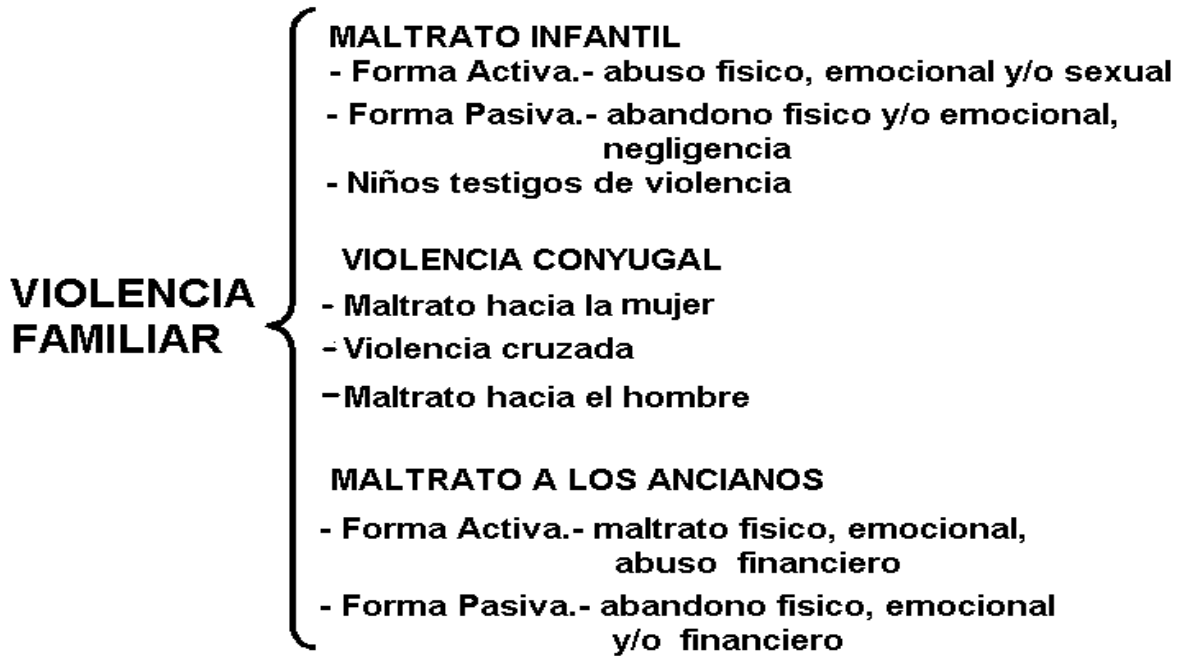 VIOLENCIA
FAMILIAR
MALTRATO INFANTIL
- Forma Activa.- abuso fisico, emocional y/o sexual
- Forma Pasiva.- abandono fisico y/o emocional,
negligencia
- Niños testigos de violencia
VIOLENCIA CONYUGAL
- Maltrato hacia la mujer
- Violencia cruzada
- Maltrato hacia el hombre
MALTRATO A LOS ANCIANOS
- Forma Activa.- maltrato fisico, emocional,
abuso financiero
- Forma Pasiva.- abandono fisico, emocional
y/o financiero